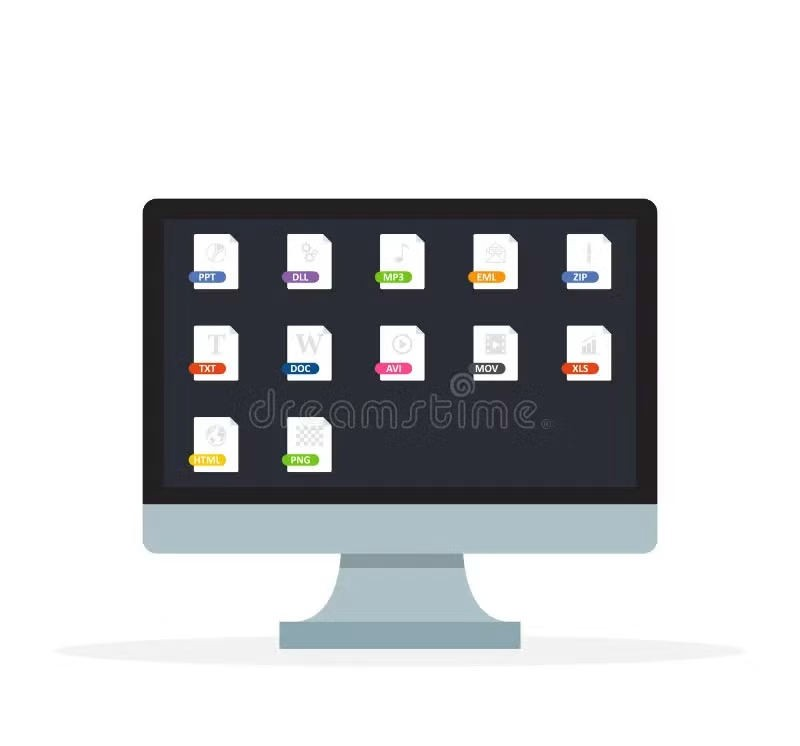 PPT DLL MP3 EML ZIP
TXT DOC AVI MOV XLS
dreamstime®
HTML PNG